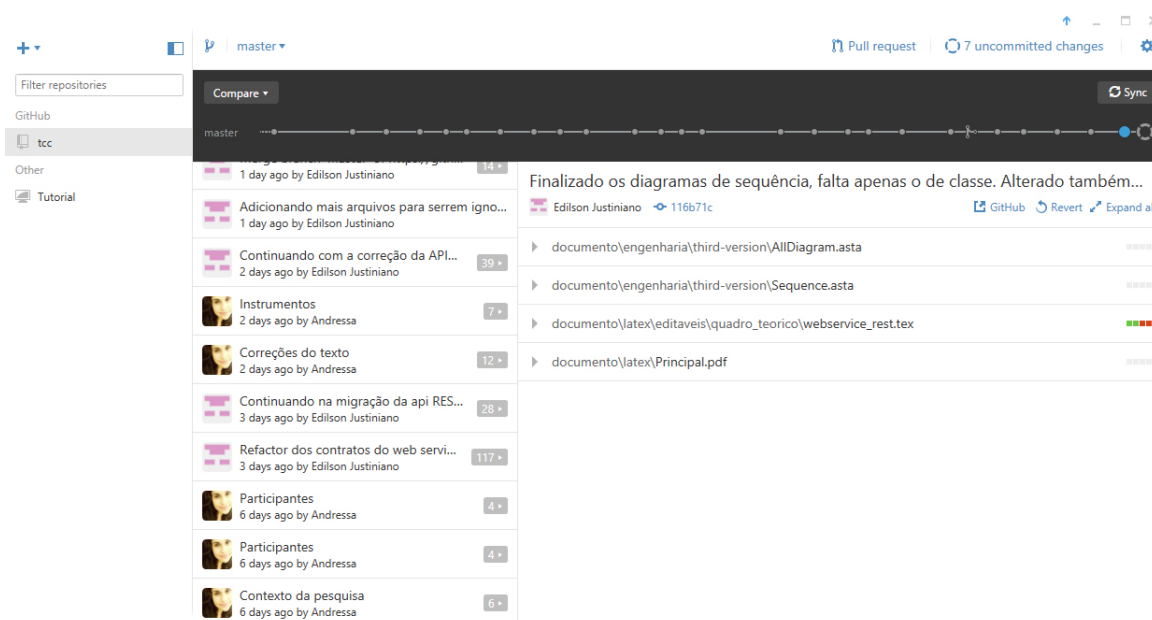 master
Pull request
7 uncommitted changes
Filter repositories
Compare
Sync
GitHub
master
tcc
Other
Tutorial
14
1 day ago by Edilson Justiniano
Adicionando mais arquivos para serrem igno...
1 day ago by Edilson Justiniano
Continuando com a correção da API...
39
2 days ago by Edilson Justiniano
Instrumentos
7
2 days ago by Andressa
Correções do texto
12
2 days ago by Andressa
Continuando na migração da api RES...
28
3 days ago by Edilson Justiniano
Refactor dos contratos do web servi...
117
3 days ago by Edilson Justiniano
Participantes
4
6 days ago by Andressa
Participantes
4
6 days ago by Andressa
Contexto da pesquisa
6
6 days ago by Andressa
Finalizado os diagramas de sequência, falta apenas o de classe. Alterado também...
Edilson Justiniano 116b71c
GitHub Revert Expand al
documento\engenharia\third-version\AllDiagram.asta
documento\engenharia\third-version\Sequence.asta
documento\latex\editaveis\quadro_teorico\webservice_rest.tex
documento\latex\Principal.pdf